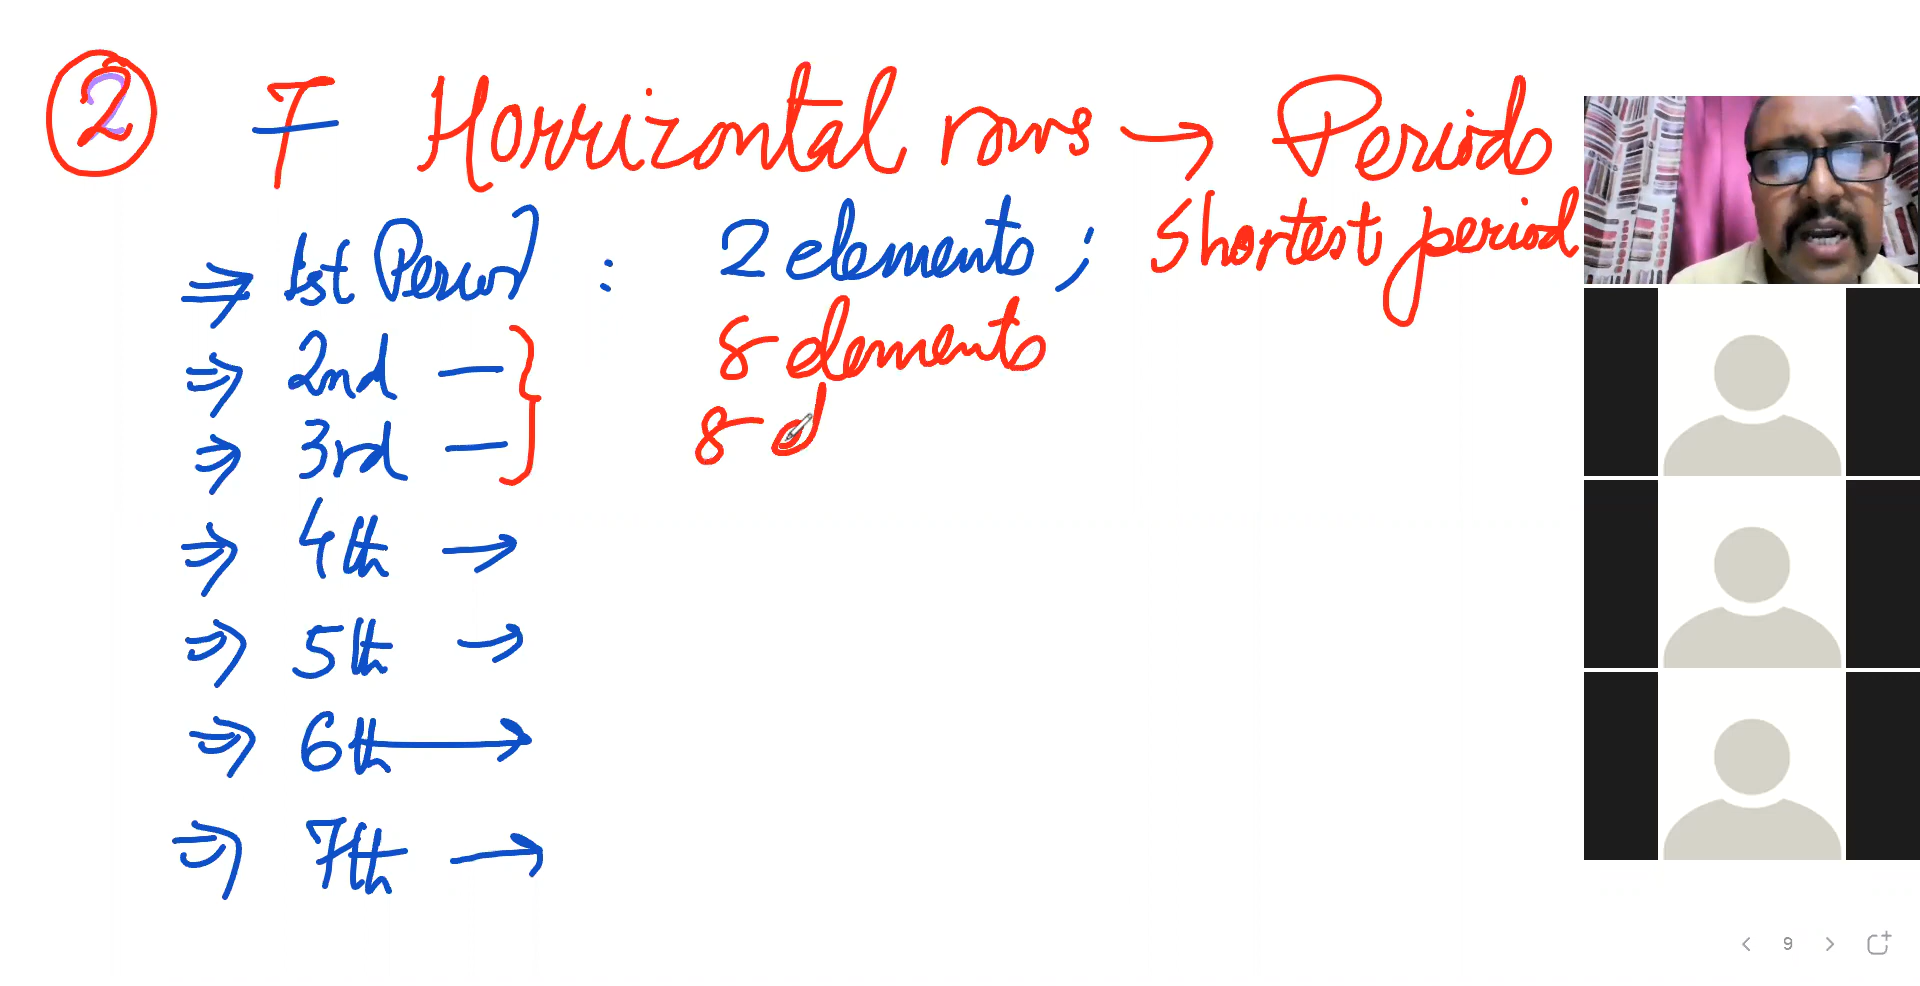 2 7 Horrizontal rows → Periods
⇒ 1st Period : 2 elements ; Shortest period
⇒ 2nd — 8 elements
⇒ 3rd — 8 el
⇒ 4th →
⇒ 5th →
⇒ 6th →
⇒ 7th →
9